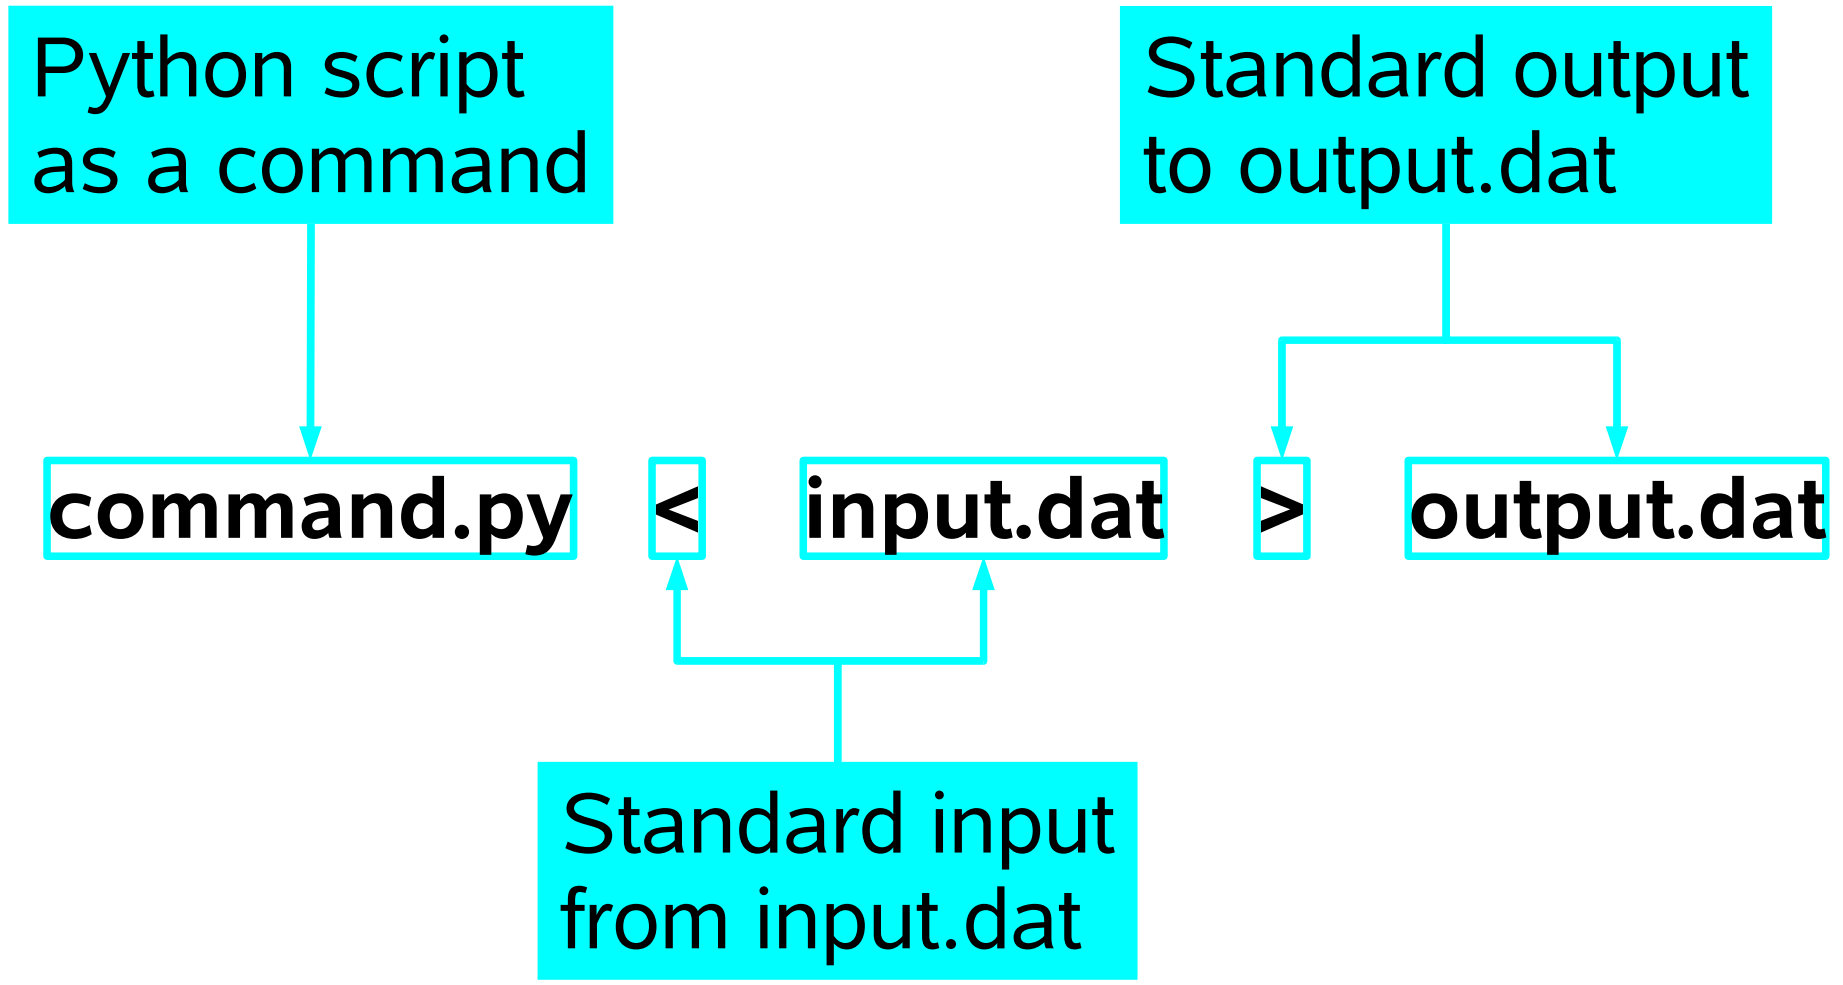 Python script
as a command
Standard output
to output.dat
command.py < input.dat > output.dat
Standard input
from input.dat